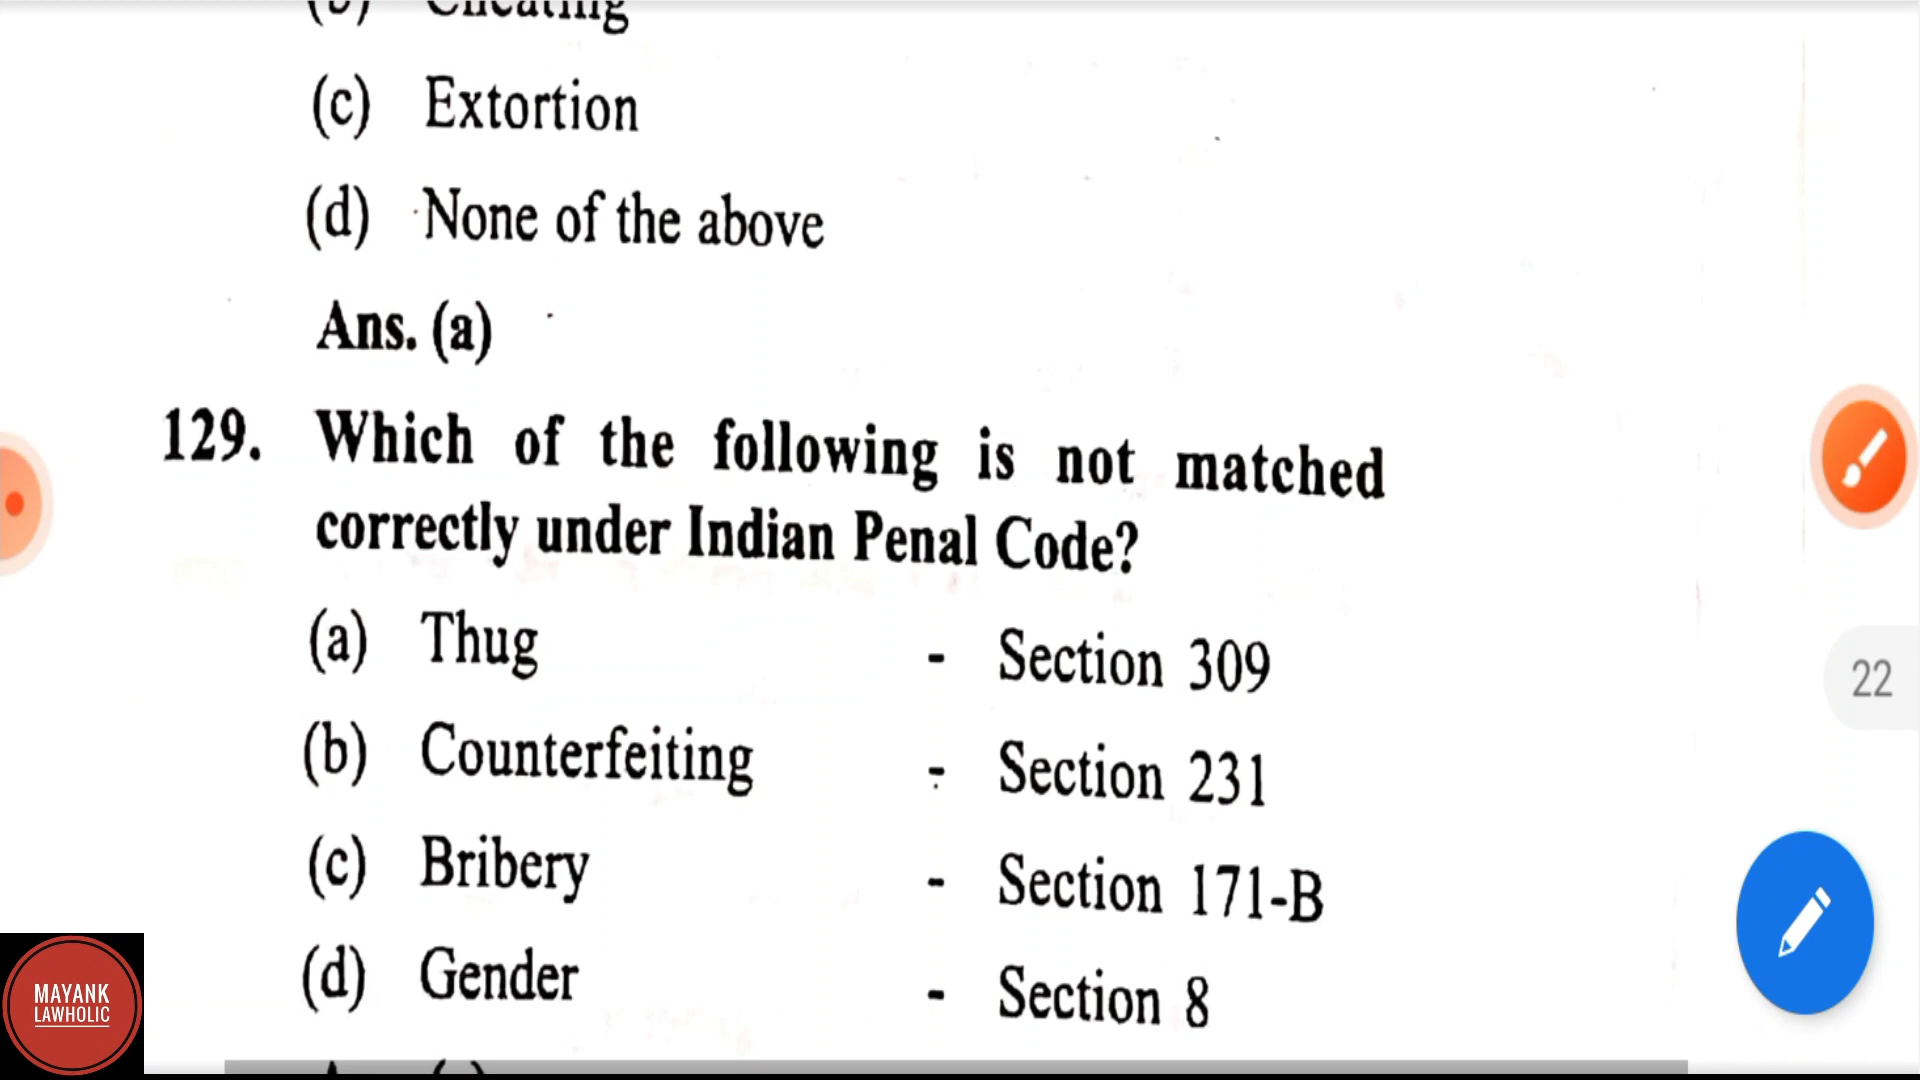 (b) Cheating
(c) Extortion
(d) None of the above
Ans. (a)
129. Which of the following is not matched
correctly under Indian Penal Code?
(a) Thug - Section 309
(b) Counterfeiting - Section 231
(c) Bribery - Section 171-B
(d) Gender - Section 8
22
MAYANK
LAWHOLIC